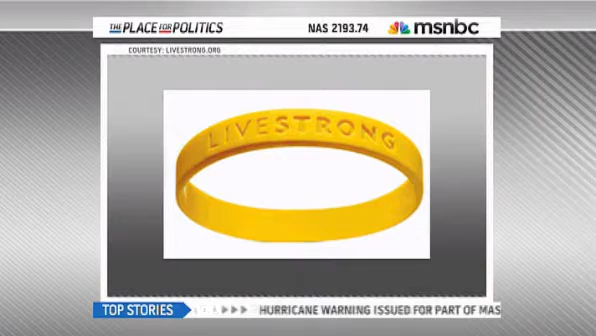 THE PLACE FOR POLITICS
NAS 2193.74
msnbc
COURTESY: LIVESTRONG.ORG
LIVESTRONG
TOP STORIES
HURRICANE WARNING ISSUED FOR PART OF MAS